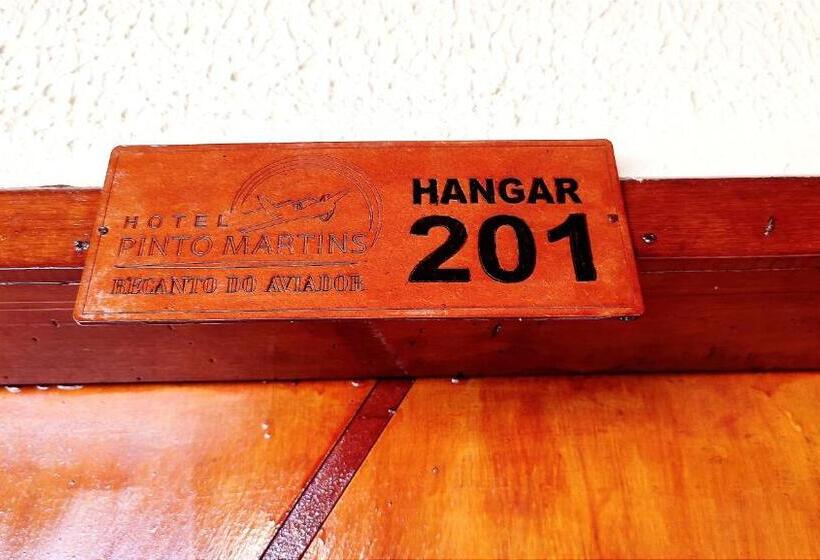 HOTEL
PINTO MARTINS
RECANTO DO AVIADOR
HANGAR
201